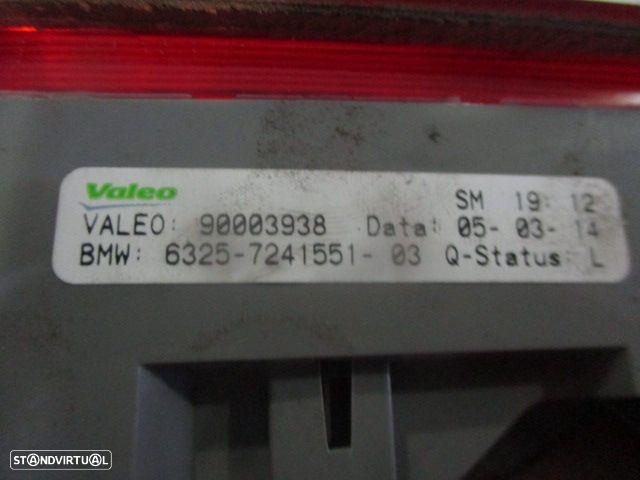 Valeo SM 19: 12
VALEO: 90003938 Data: 05- 03- 14
BMW: 6325-7241551- 03 Q-Status: L
STANDVIRTUAL